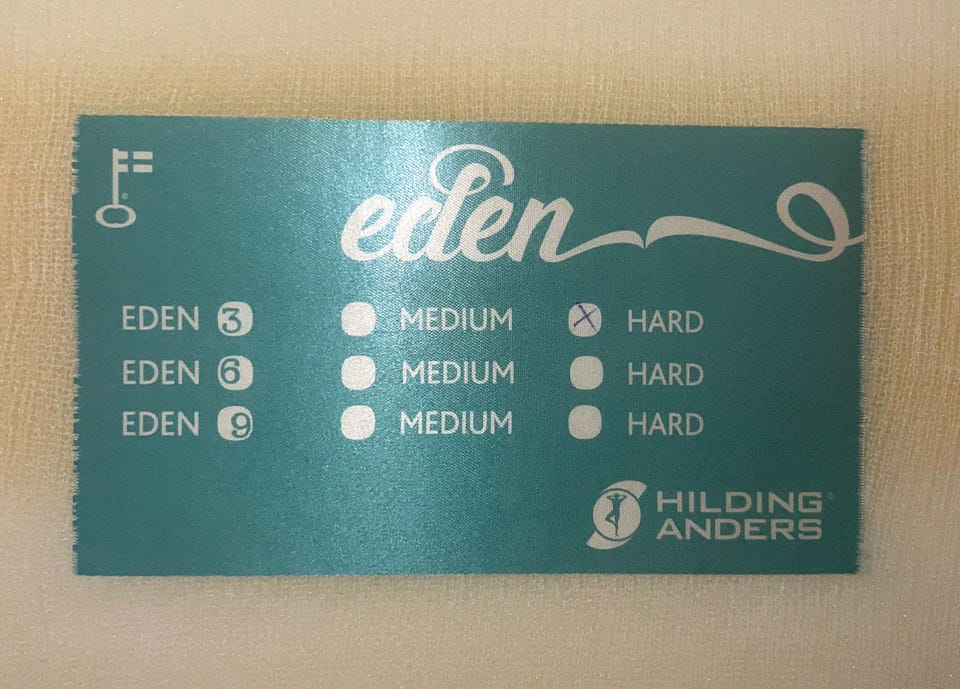 eden
EDEN 3 MEDIUM X HARD
EDEN 6 MEDIUM HARD
EDEN 9 MEDIUM HARD
HILDING®
ANDERS